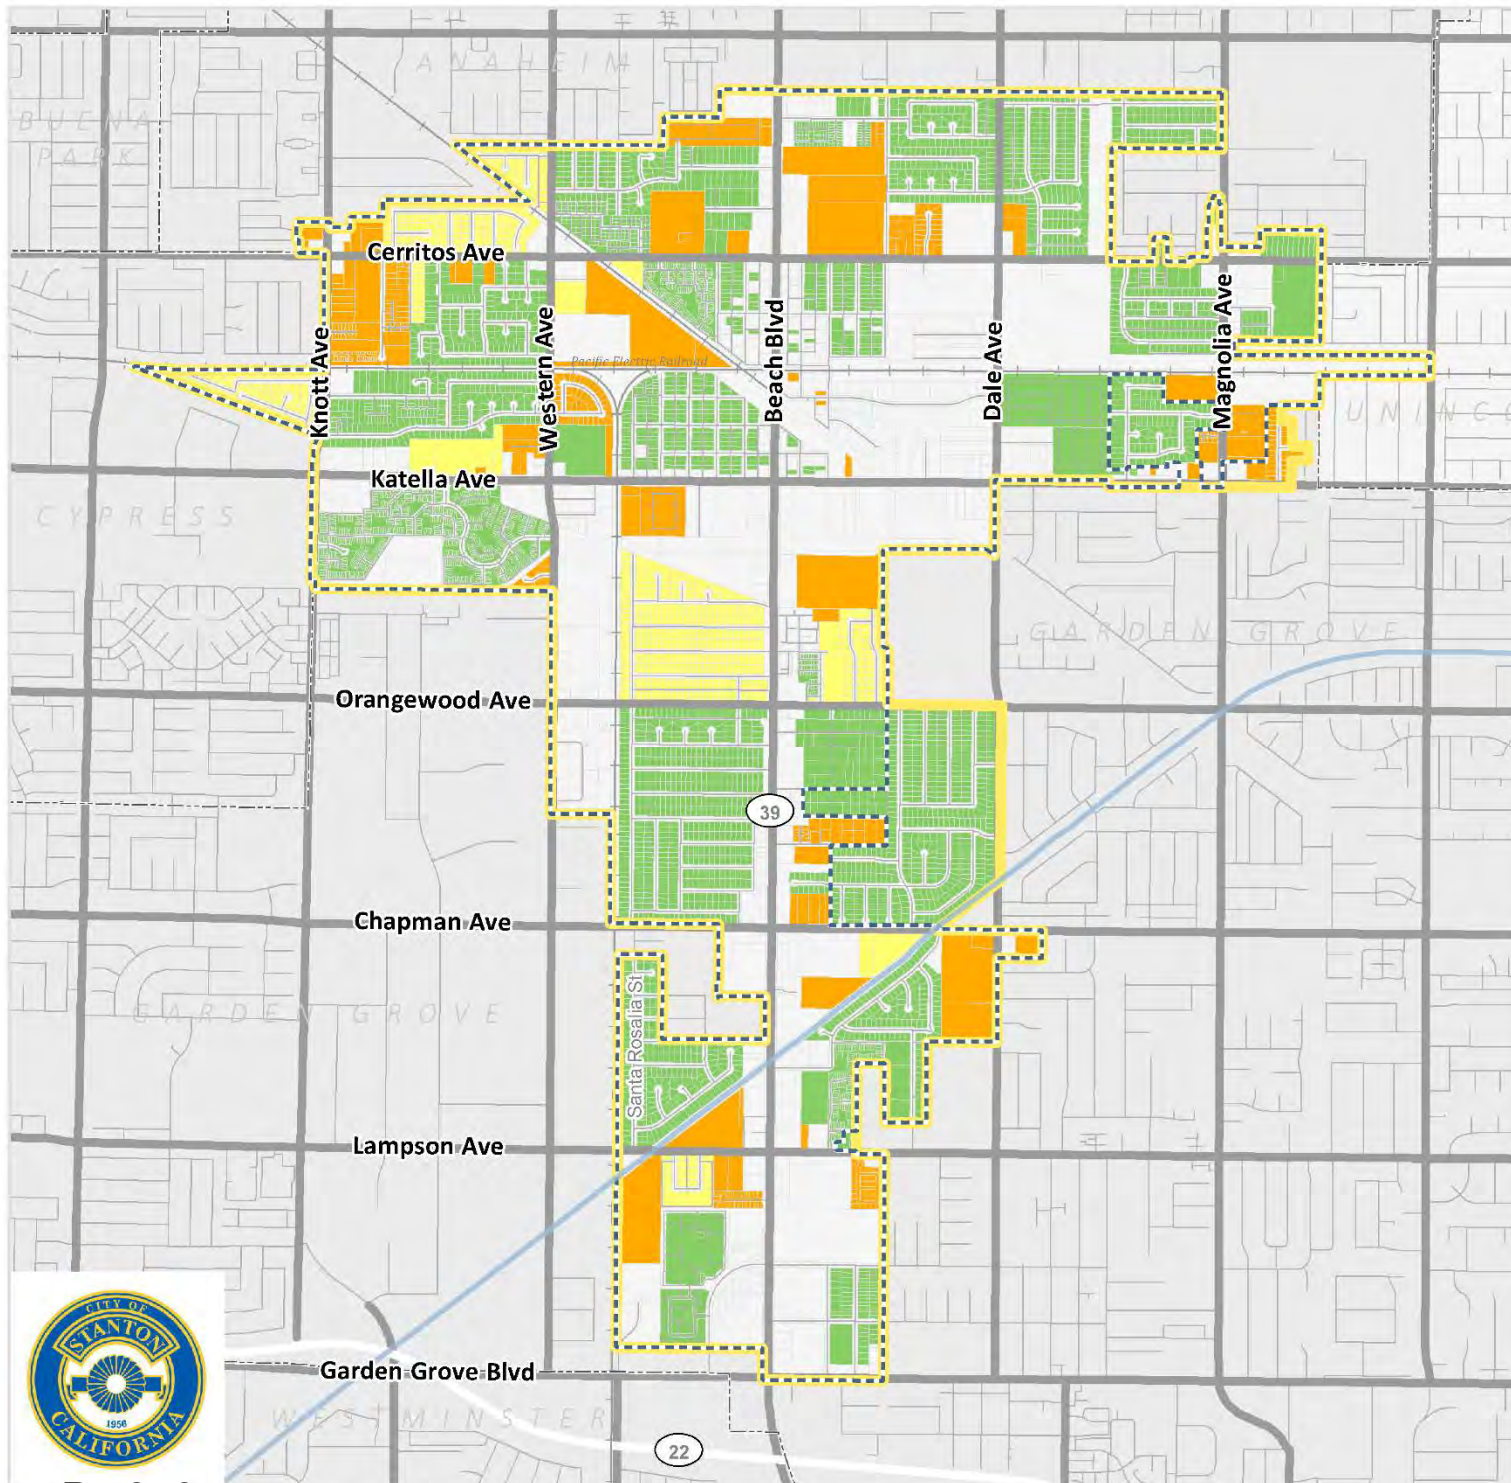 ANAHEIM
BUENA
PARK
Cerritos Ave
Knott Ave
Western Ave
Pacific Electric Railroad
Beach Blvd
Dale Ave
Magnolia Ave
Katella Ave
CYPRESS
GARDEN GROVE
Orangewood Ave
39
Chapman Ave
Santa Rosalia St
GARDEN GROVE
Lampson Ave
CITY OF
STANTON
1956
CALIFORNIA
Garden Grove Blvd
WESTMINSTER
22